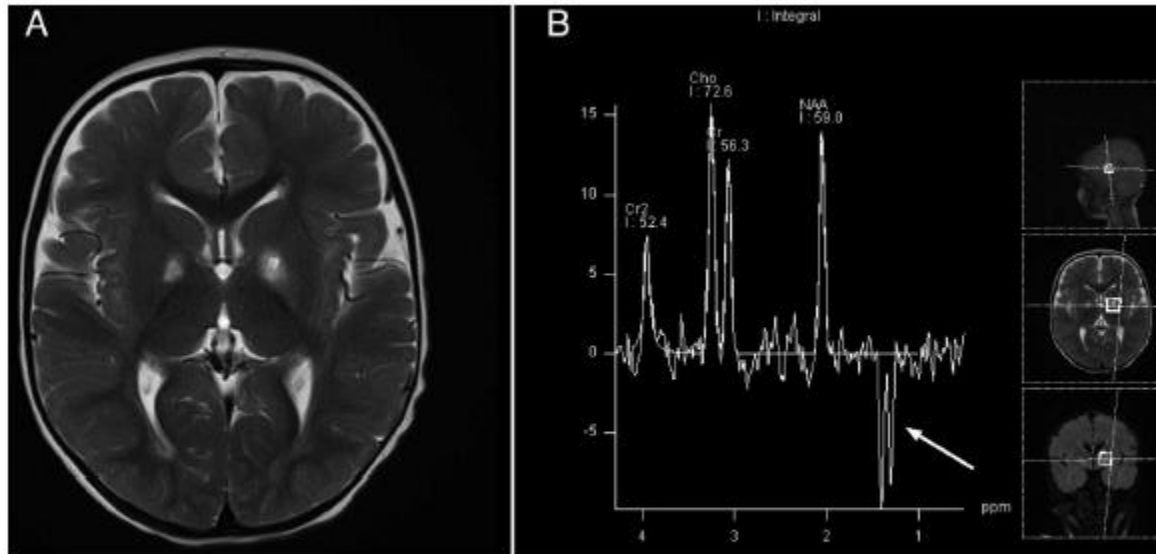 A
B
I : Integral
Cho
I : 72.6
NAA
I : 59.0
Cr
I : 56.3
Cr2
I : 52.4
15
10
5
0
-5
ppm
4
3
2
1